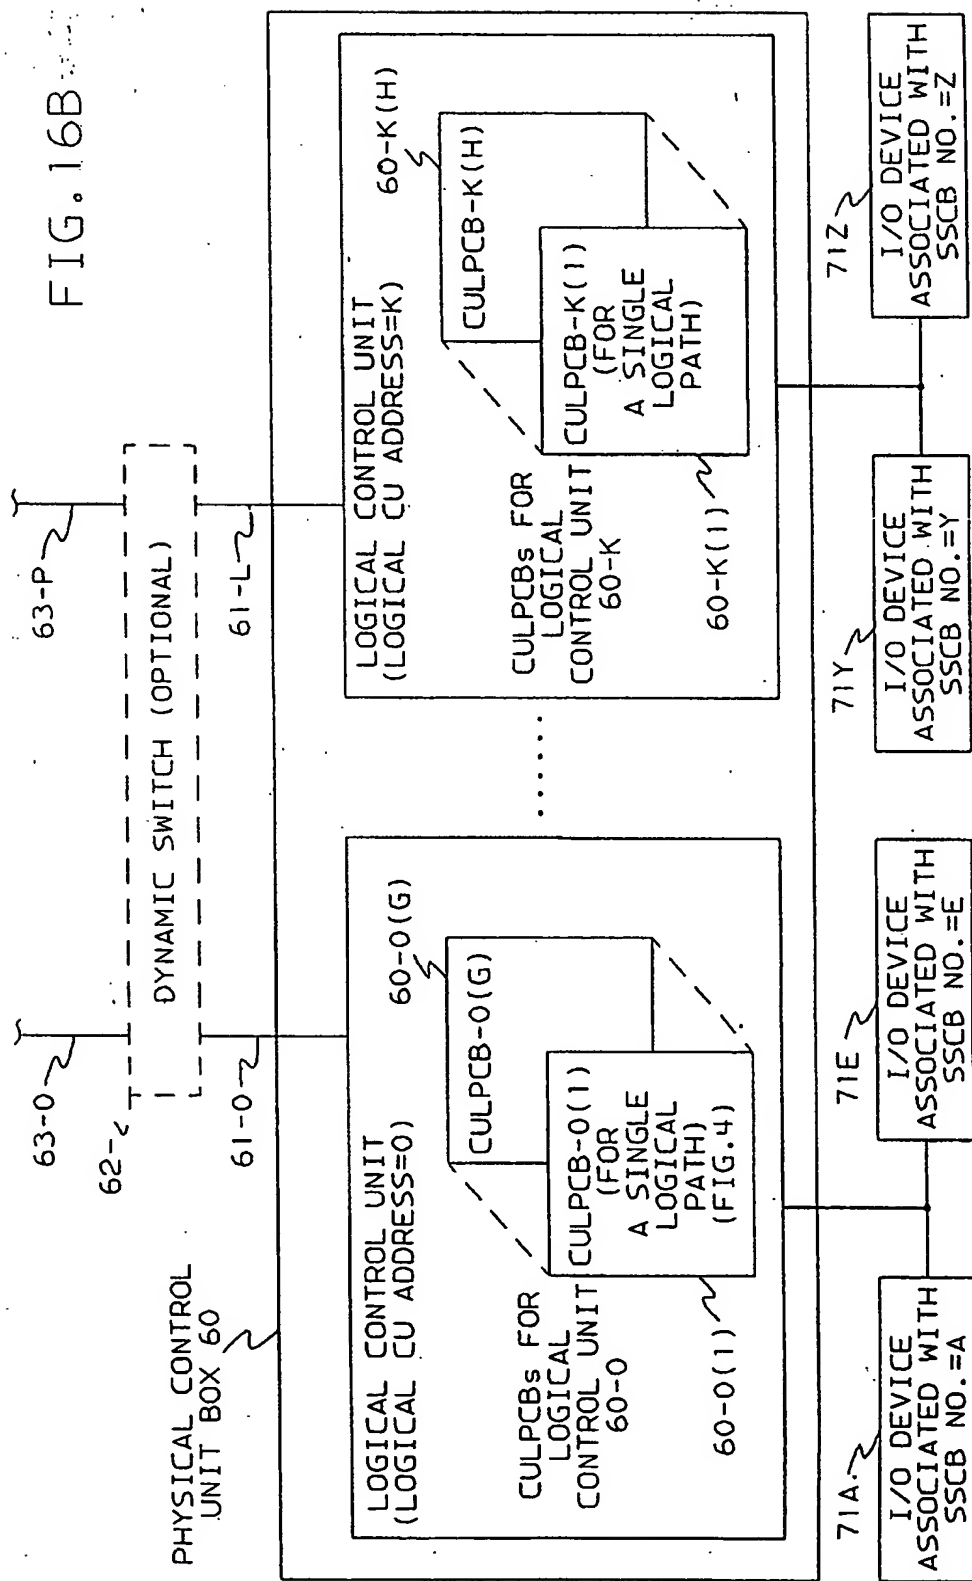 FIG.16B
63-0
63-P
62
DYNAMIC SWITCH (OPTIONAL)
61-0
61-L
PHYSICAL CONTROL
UNIT BOX 60
LOGICAL CONTROL UNIT
(LOGICAL CU ADDRESS=0)
60-0(G)
CULPCB-0(G)
CULPCBs FOR
LOGICAL
CONTROL UNIT
60-0
CULPCB-0(1)
(FOR
A SINGLE
LOGICAL
PATH)
(FIG.4)
60-0(1)
......
LOGICAL CONTROL UNIT
(LOGICAL CU ADDRESS=K)
60-K(H)
CULPCB-K(H)
CULPCBs FOR
LOGICAL
CONTROL UNIT
60-K
CULPCB-K(1)
(FOR
A SINGLE
LOGICAL
PATH)
60-K(1)
71A
I/O DEVICE
ASSOCIATED WITH
SSCB NO.=A
71E
I/O DEVICE
ASSOCIATED WITH
SSCB NO.=E
71Y
I/O DEVICE
ASSOCIATED WITH
SSCB NO.=Y
71Z
I/O DEVICE
ASSOCIATED WITH
SSCB NO.=Z